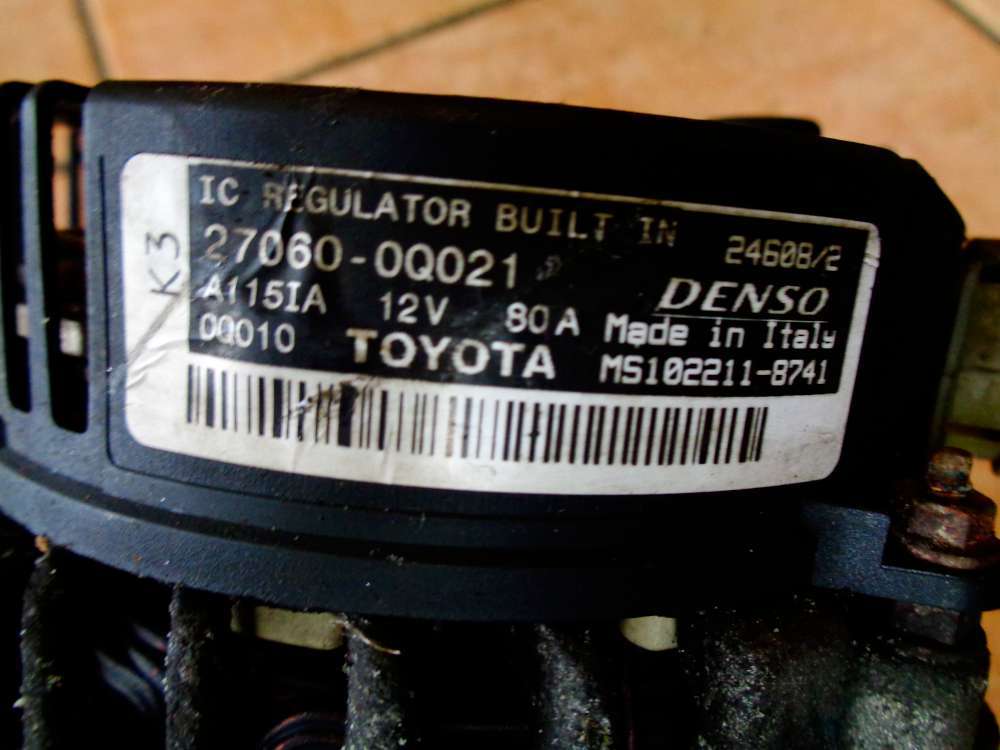 K3
IC REGULATOR BUILT IN
27060-0Q021
24608/2
A115IA 12V 80A
DENSO
0Q010 TOYOTA
Made in Italy
MS102211-8741